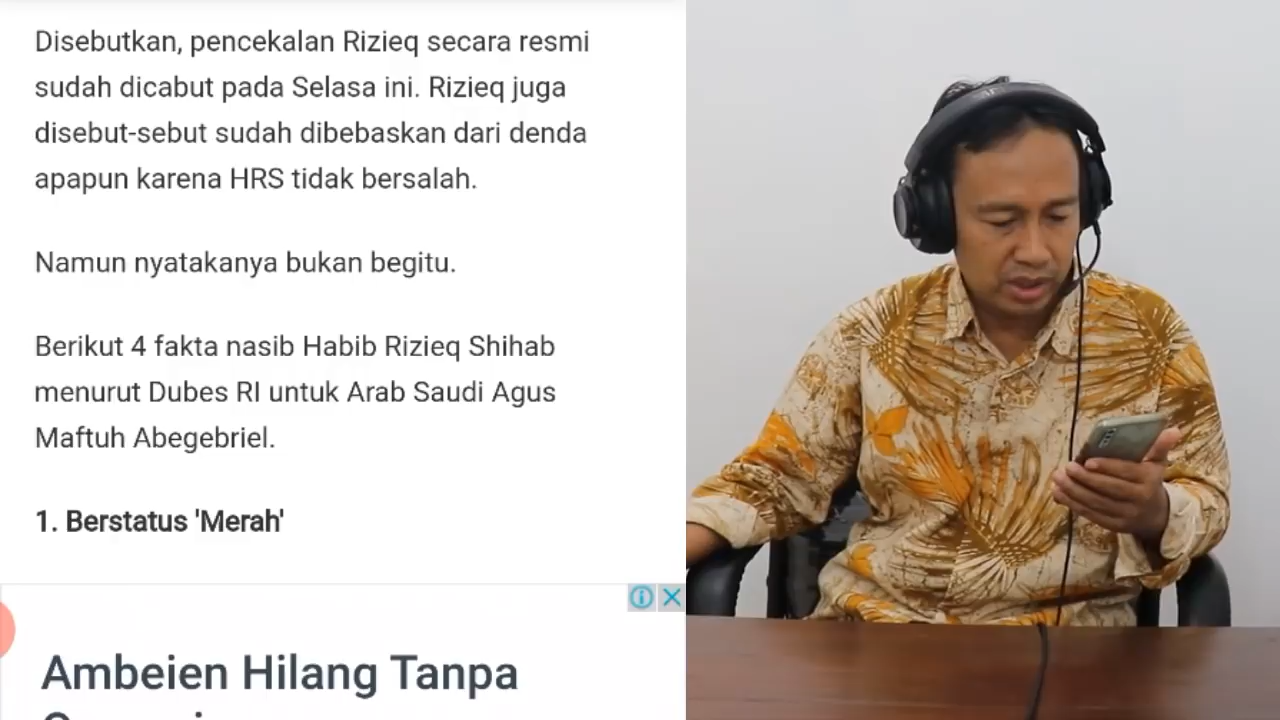 Disebutkan, pencekalan Rizieq secara resmi
sudah dicabut pada Selasa ini. Rizieq juga
disebut-sebut sudah dibebaskan dari denda
apapun karena HRS tidak bersalah.
Namun nyatakanya bukan begitu.
Berikut 4 fakta nasib Habib Rizieq Shihab
menurut Dubes RI untuk Arab Saudi Agus
Maftuh Abegebriel.
1. Berstatus 'Merah'
Ambeien Hilang Tanpa